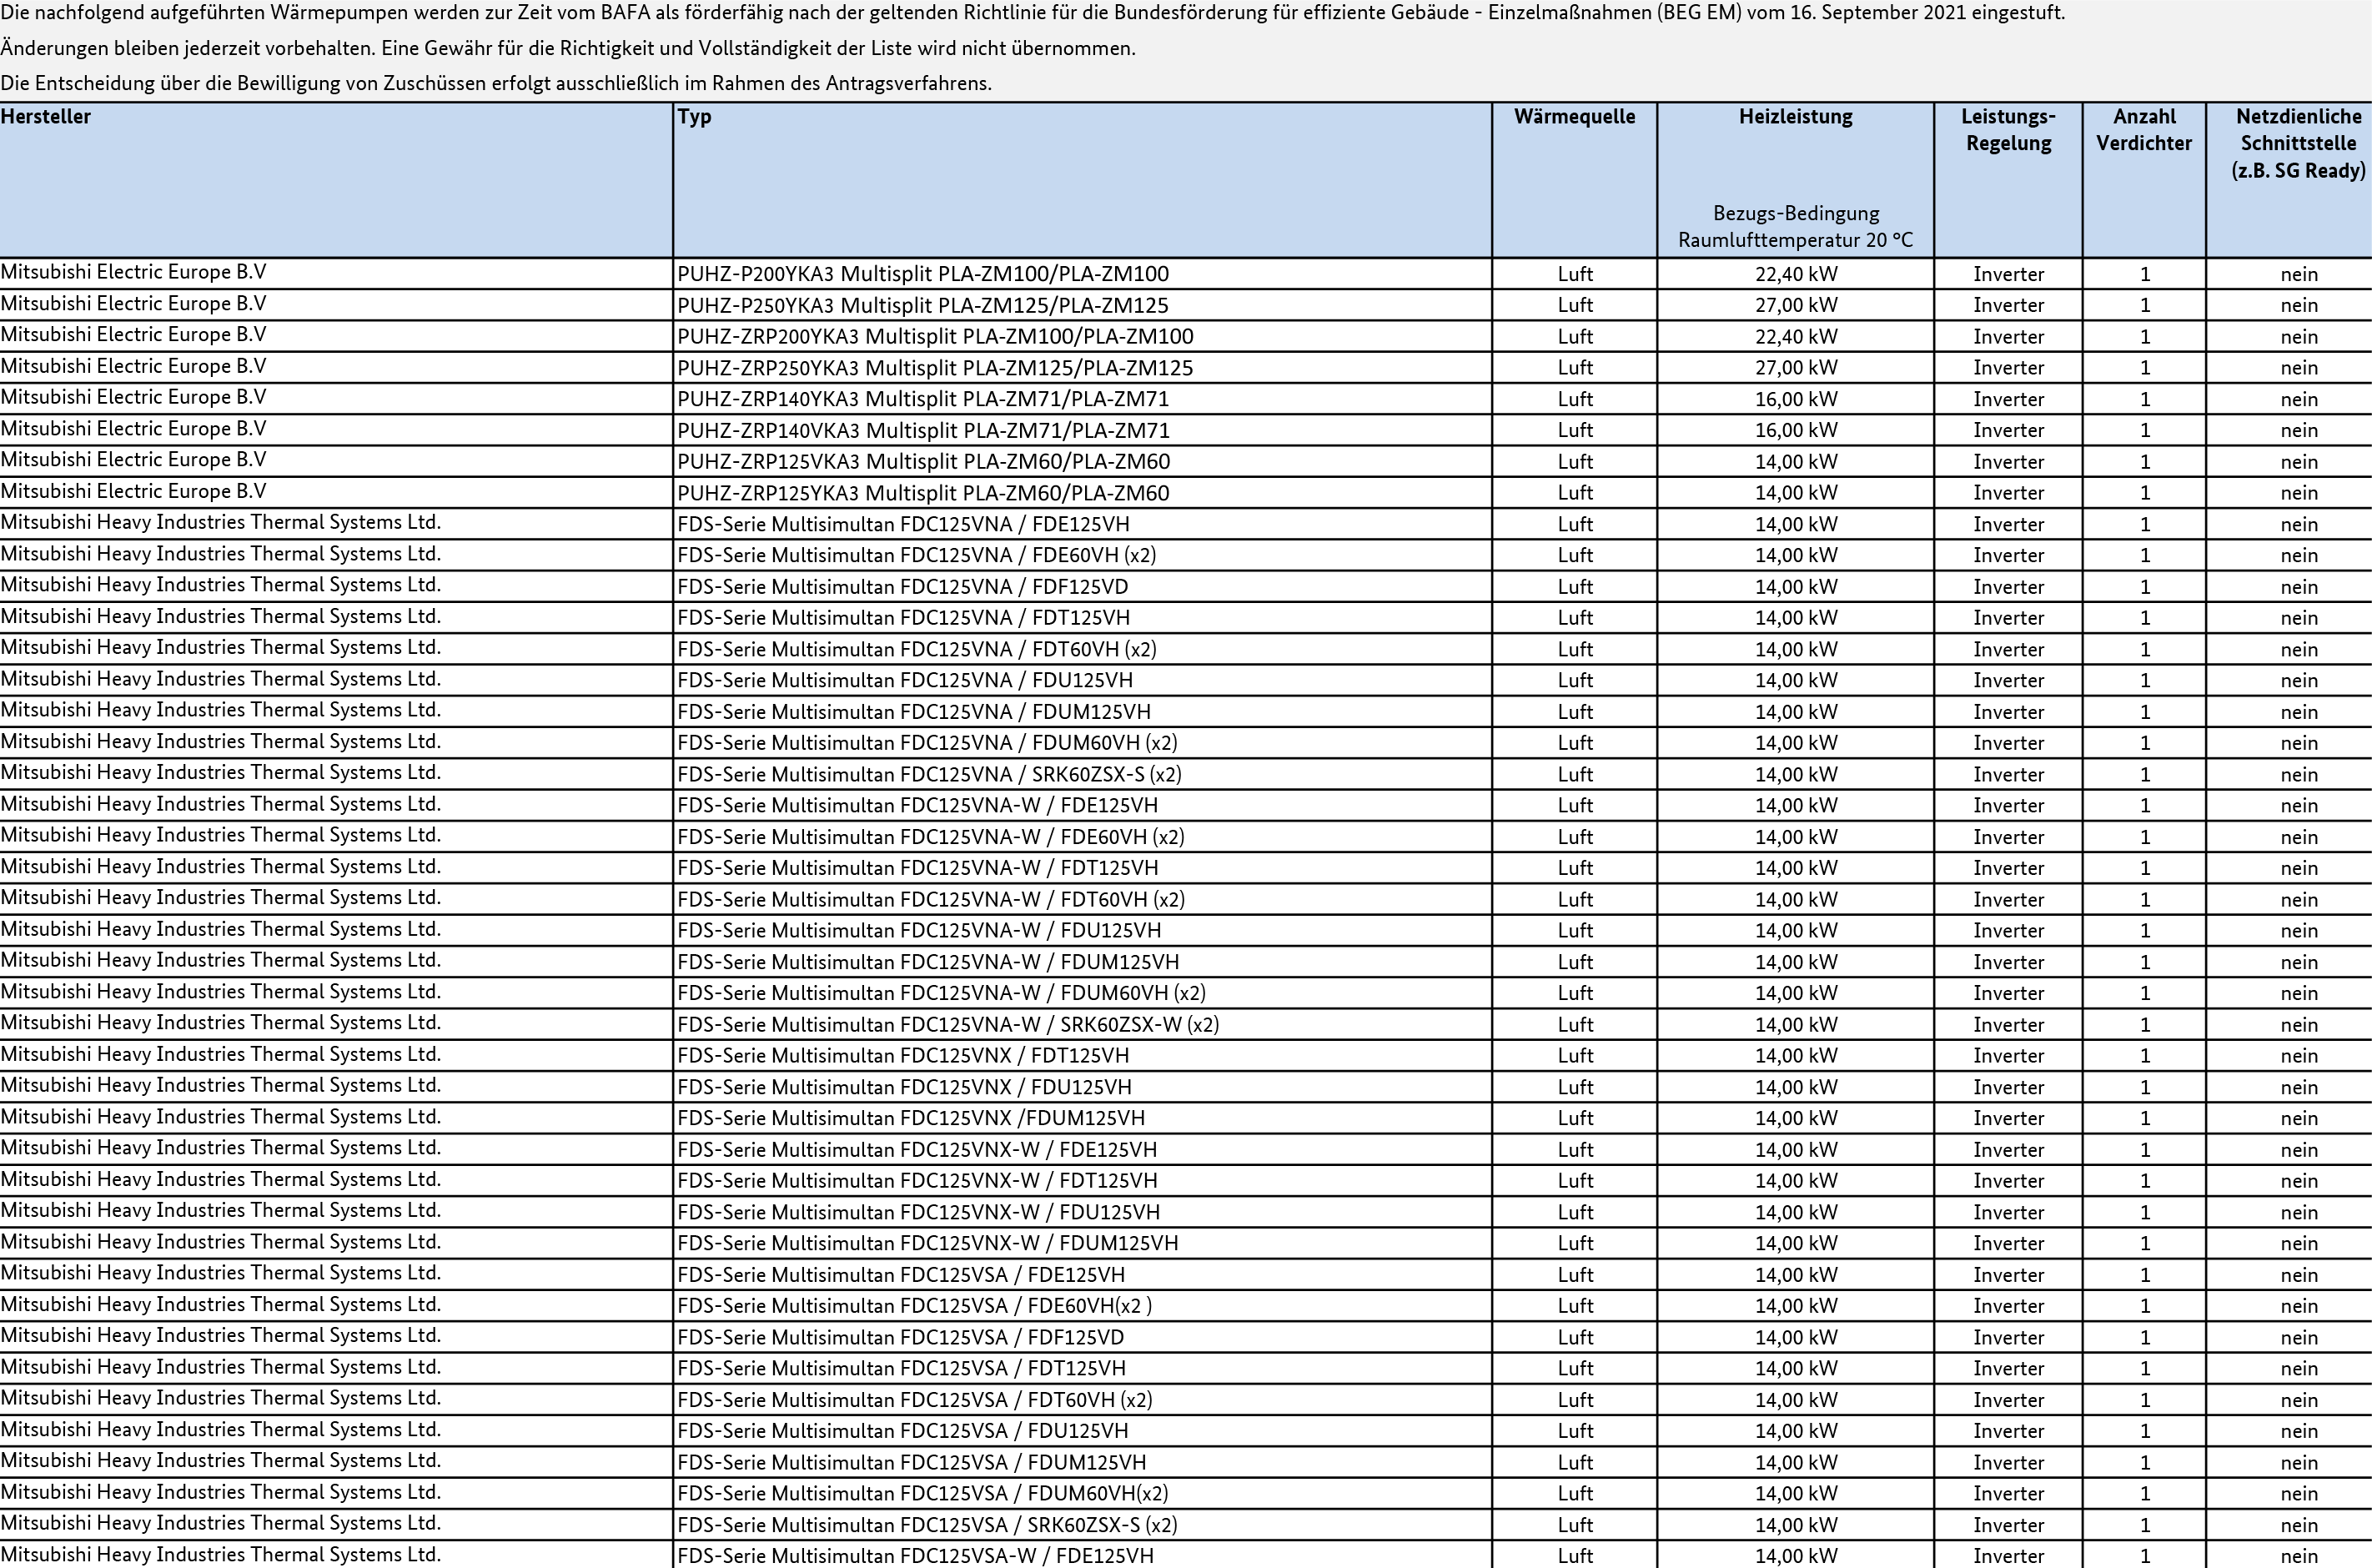 Die nachfolgend aufgeführten Wärmepumpen werden zur Zeit vom BAFA als förderfähig nach der geltenden Richtlinie für die Bundesförderung für effiziente Gebäude - Einzelmaßnahmen (BEG EM) vom 16. September 2021 eingestuft.
Änderungen bleiben jederzeit vorbehalten. Eine Gewähr für die Richtigkeit und Vollständigkeit der Liste wird nicht übernommen.
Die Entscheidung über die Bewilligung von Zuschüssen erfolgt ausschließlich im Rahmen des Antragsverfahrens.
Hersteller Typ Wärmequelle Heizleistung Leistungs- Anzahl Netzdienliche
Regelung Verdichter Schnittstelle
(z.B. SG Ready)
Bezugs-Bedingung
Raumlufttemperatur 20 °C
Mitsubishi Electric Europe B.V PUHZ-P200YKA3 Multisplit PLA-ZM100/PLA-ZM100 Luft 22,40 kW Inverter 1 nein
Mitsubishi Electric Europe B.V PUHZ-P250YKA3 Multisplit PLA-ZM125/PLA-ZM125 Luft 27,00 kW Inverter 1 nein
Mitsubishi Electric Europe B.V PUHZ-ZRP200YKA3 Multisplit PLA-ZM100/PLA-ZM100 Luft 22,40 kW Inverter 1 nein
Mitsubishi Electric Europe B.V PUHZ-ZRP250YKA3 Multisplit PLA-ZM125/PLA-ZM125 Luft 27,00 kW Inverter 1 nein
Mitsubishi Electric Europe B.V PUHZ-ZRP140YKA3 Multisplit PLA-ZM71/PLA-ZM71 Luft 16,00 kW Inverter 1 nein
Mitsubishi Electric Europe B.V PUHZ-ZRP140VKA3 Multisplit PLA-ZM71/PLA-ZM71 Luft 16,00 kW Inverter 1 nein
Mitsubishi Electric Europe B.V PUHZ-ZRP125VKA3 Multisplit PLA-ZM60/PLA-ZM60 Luft 14,00 kW Inverter 1 nein
Mitsubishi Electric Europe B.V PUHZ-ZRP125YKA3 Multisplit PLA-ZM60/PLA-ZM60 Luft 14,00 kW Inverter 1 nein
Mitsubishi Heavy Industries Thermal Systems Ltd. FDS-Serie Multisimultan FDC125VNA / FDE125VH Luft 14,00 kW Inverter 1 nein
Mitsubishi Heavy Industries Thermal Systems Ltd. FDS-Serie Multisimultan FDC125VNA / FDE60VH (x2) Luft 14,00 kW Inverter 1 nein
Mitsubishi Heavy Industries Thermal Systems Ltd. FDS-Serie Multisimultan FDC125VNA / FDF125VD Luft 14,00 kW Inverter 1 nein
Mitsubishi Heavy Industries Thermal Systems Ltd. FDS-Serie Multisimultan FDC125VNA / FDT125VH Luft 14,00 kW Inverter 1 nein
Mitsubishi Heavy Industries Thermal Systems Ltd. FDS-Serie Multisimultan FDC125VNA / FDT60VH (x2) Luft 14,00 kW Inverter 1 nein
Mitsubishi Heavy Industries Thermal Systems Ltd. FDS-Serie Multisimultan FDC125VNA / FDU125VH Luft 14,00 kW Inverter 1 nein
Mitsubishi Heavy Industries Thermal Systems Ltd. FDS-Serie Multisimultan FDC125VNA / FDUM125VH Luft 14,00 kW Inverter 1 nein
Mitsubishi Heavy Industries Thermal Systems Ltd. FDS-Serie Multisimultan FDC125VNA / FDUM60VH (x2) Luft 14,00 kW Inverter 1 nein
Mitsubishi Heavy Industries Thermal Systems Ltd. FDS-Serie Multisimultan FDC125VNA / SRK60ZSX-S (x2) Luft 14,00 kW Inverter 1 nein
Mitsubishi Heavy Industries Thermal Systems Ltd. FDS-Serie Multisimultan FDC125VNA-W / FDE125VH Luft 14,00 kW Inverter 1 nein
Mitsubishi Heavy Industries Thermal Systems Ltd. FDS-Serie Multisimultan FDC125VNA-W / FDE60VH (x2) Luft 14,00 kW Inverter 1 nein
Mitsubishi Heavy Industries Thermal Systems Ltd. FDS-Serie Multisimultan FDC125VNA-W / FDT125VH Luft 14,00 kW Inverter 1 nein
Mitsubishi Heavy Industries Thermal Systems Ltd. FDS-Serie Multisimultan FDC125VNA-W / FDT60VH (x2) Luft 14,00 kW Inverter 1 nein
Mitsubishi Heavy Industries Thermal Systems Ltd. FDS-Serie Multisimultan FDC125VNA-W / FDU125VH Luft 14,00 kW Inverter 1 nein
Mitsubishi Heavy Industries Thermal Systems Ltd. FDS-Serie Multisimultan FDC125VNA-W / FDUM125VH Luft 14,00 kW Inverter 1 nein
Mitsubishi Heavy Industries Thermal Systems Ltd. FDS-Serie Multisimultan FDC125VNA-W / FDUM60VH (x2) Luft 14,00 kW Inverter 1 nein
Mitsubishi Heavy Industries Thermal Systems Ltd. FDS-Serie Multisimultan FDC125VNA-W / SRK60ZSX-W (x2) Luft 14,00 kW Inverter 1 nein
Mitsubishi Heavy Industries Thermal Systems Ltd. FDS-Serie Multisimultan FDC125VNX / FDT125VH Luft 14,00 kW Inverter 1 nein
Mitsubishi Heavy Industries Thermal Systems Ltd. FDS-Serie Multisimultan FDC125VNX / FDU125VH Luft 14,00 kW Inverter 1 nein
Mitsubishi Heavy Industries Thermal Systems Ltd. FDS-Serie Multisimultan FDC125VNX /FDUM125VH Luft 14,00 kW Inverter 1 nein
Mitsubishi Heavy Industries Thermal Systems Ltd. FDS-Serie Multisimultan FDC125VNX-W / FDE125VH Luft 14,00 kW Inverter 1 nein
Mitsubishi Heavy Industries Thermal Systems Ltd. FDS-Serie Multisimultan FDC125VNX-W / FDT125VH Luft 14,00 kW Inverter 1 nein
Mitsubishi Heavy Industries Thermal Systems Ltd. FDS-Serie Multisimultan FDC125VNX-W / FDU125VH Luft 14,00 kW Inverter 1 nein
Mitsubishi Heavy Industries Thermal Systems Ltd. FDS-Serie Multisimultan FDC125VNX-W / FDUM125VH Luft 14,00 kW Inverter 1 nein
Mitsubishi Heavy Industries Thermal Systems Ltd. FDS-Serie Multisimultan FDC125VSA / FDE125VH Luft 14,00 kW Inverter 1 nein
Mitsubishi Heavy Industries Thermal Systems Ltd. FDS-Serie Multisimultan FDC125VSA / FDE60VH(x2 ) Luft 14,00 kW Inverter 1 nein
Mitsubishi Heavy Industries Thermal Systems Ltd. FDS-Serie Multisimultan FDC125VSA / FDF125VD Luft 14,00 kW Inverter 1 nein
Mitsubishi Heavy Industries Thermal Systems Ltd. FDS-Serie Multisimultan FDC125VSA / FDT125VH Luft 14,00 kW Inverter 1 nein
Mitsubishi Heavy Industries Thermal Systems Ltd. FDS-Serie Multisimultan FDC125VSA / FDT60VH (x2) Luft 14,00 kW Inverter 1 nein
Mitsubishi Heavy Industries Thermal Systems Ltd. FDS-Serie Multisimultan FDC125VSA / FDU125VH Luft 14,00 kW Inverter 1 nein
Mitsubishi Heavy Industries Thermal Systems Ltd. FDS-Serie Multisimultan FDC125VSA / FDUM125VH Luft 14,00 kW Inverter 1 nein
Mitsubishi Heavy Industries Thermal Systems Ltd. FDS-Serie Multisimultan FDC125VSA / FDUM60VH(x2) Luft 14,00 kW Inverter 1 nein
Mitsubishi Heavy Industries Thermal Systems Ltd. FDS-Serie Multisimultan FDC125VSA / SRK60ZSX-S (x2) Luft 14,00 kW Inverter 1 nein
Mitsubishi Heavy Industries Thermal Systems Ltd. FDS-Serie Multisimultan FDC125VSA-W / FDE125VH Luft 14,00 kW Inverter 1 nein